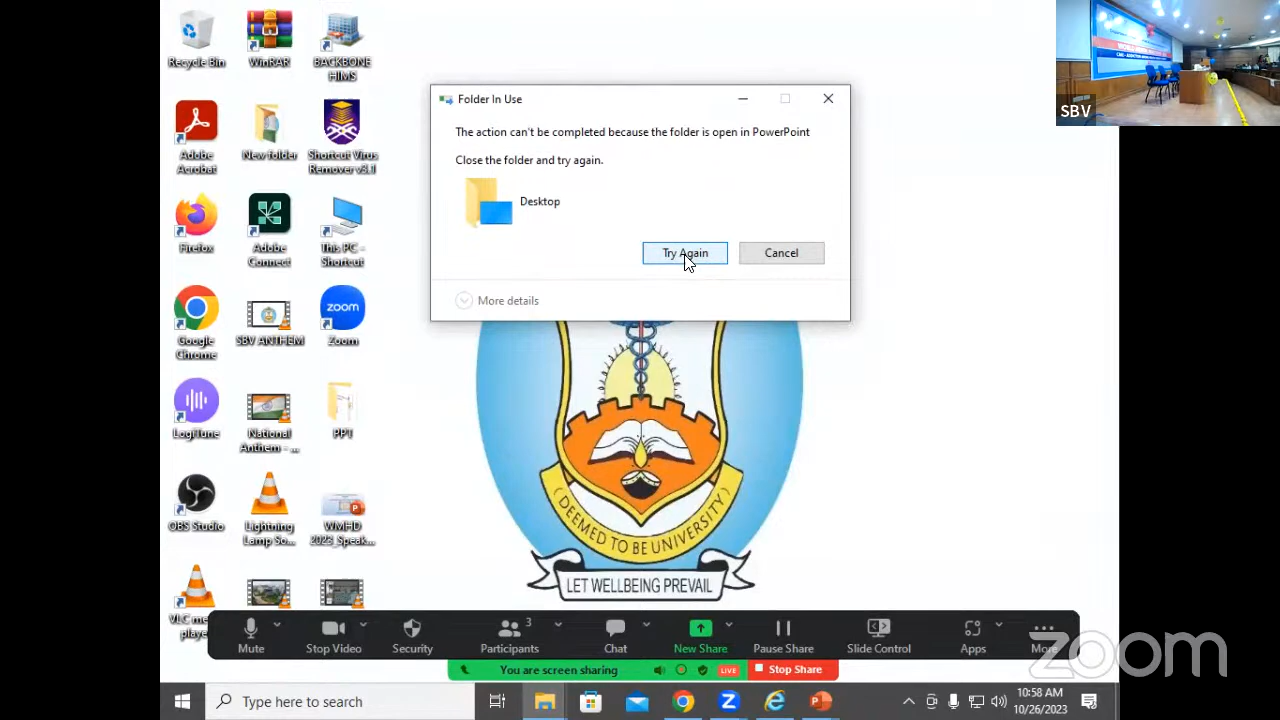 Recycle Bin
WinRAR
BACKBONE
HIMS
Adobe
Acrobat
New folder
Shortcut Virus
Remover v3.1
Firefox
Adobe
Connect
This PC -
Shortcut
Google
Chrome
SBV ANTHEM
zoom
Zoom
LogiTune
National
Anthem - ...
PPT
OBS Studio
Lightning
Lamp So...
WMHD
2023_Speak...
VLC me
playe
Folder In Use
The action can't be completed because the folder is open in PowerPoint
Close the folder and try again.
Desktop
Try Again
Cancel
More details
(DEEMED TO BE UNIVERSITY)
LET WELLBEING PREVAIL
SBV
Mute
Stop Video
Security
3
Participants
Chat
New Share
Pause Share
Slide Control
Apps
More
You are screen sharing
LIVE
Stop Share
zoom
Type here to search
10:58 AM
10/26/2023